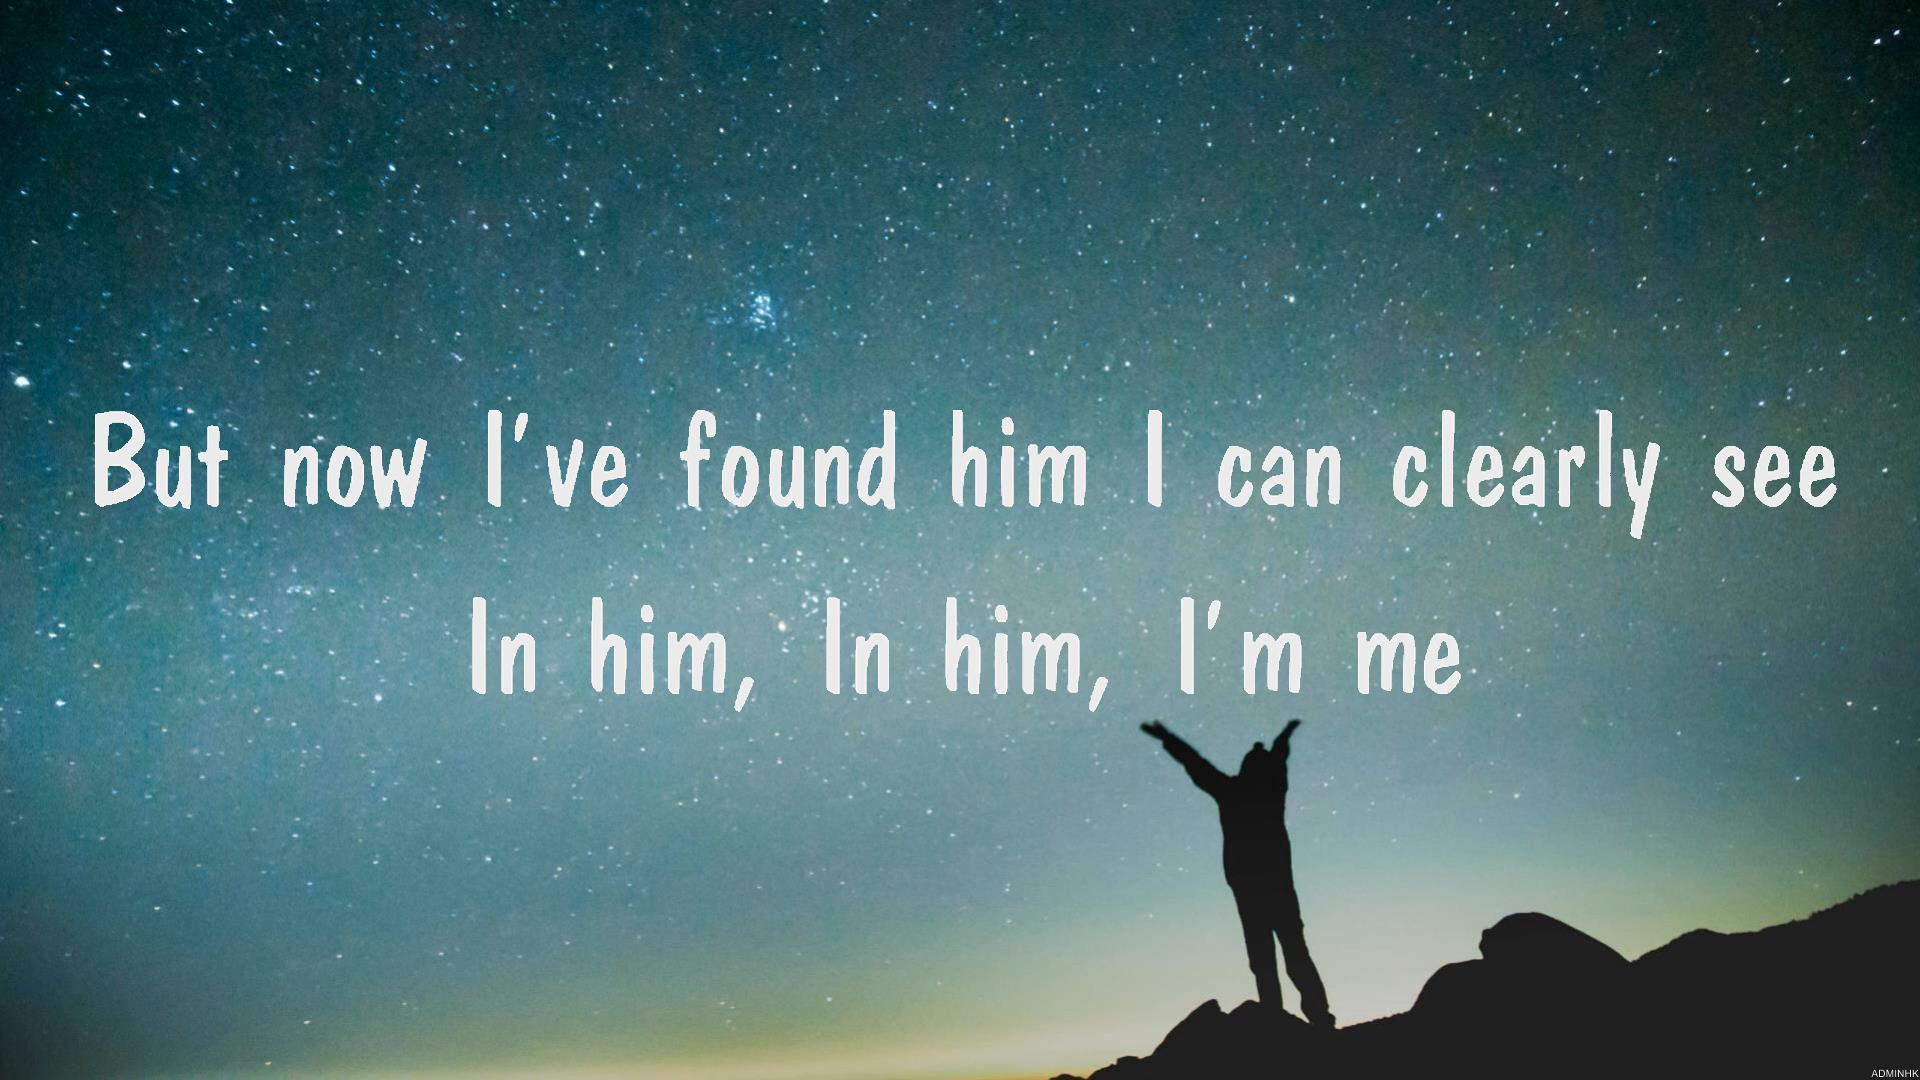 But now I've found him I can clearly see
In him, In him, I'm me
ADMINHK